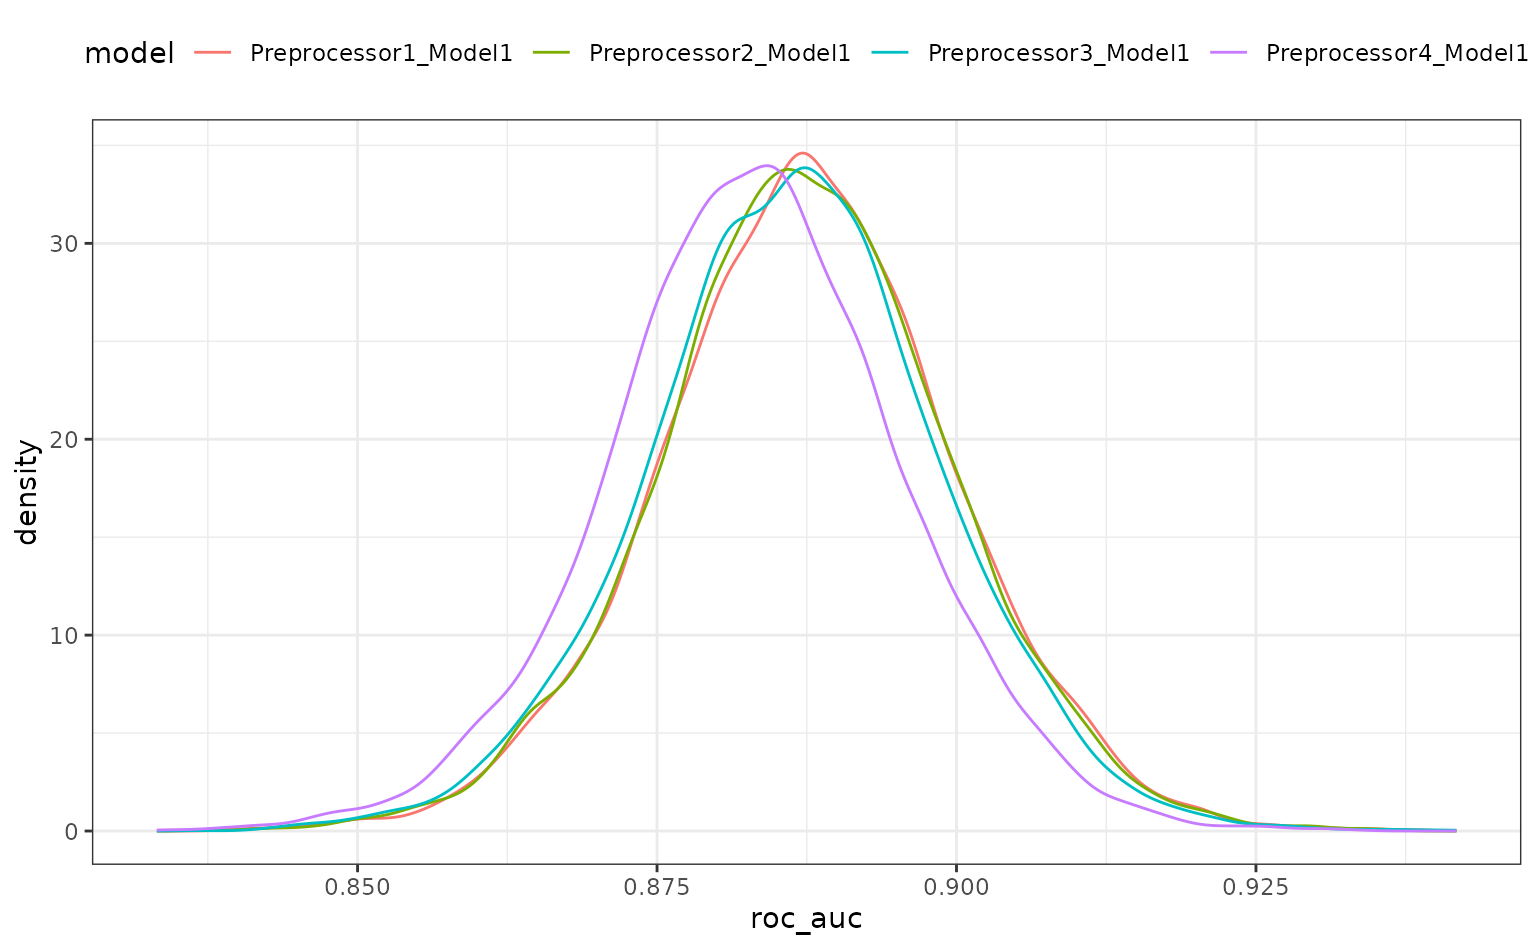 model Preprocessor1_Model1 Preprocessor2_Model1 Preprocessor3_Model1 Preprocessor4_Model1
density
30
20
10
0
0.850 0.875 0.900 0.925
roc_auc